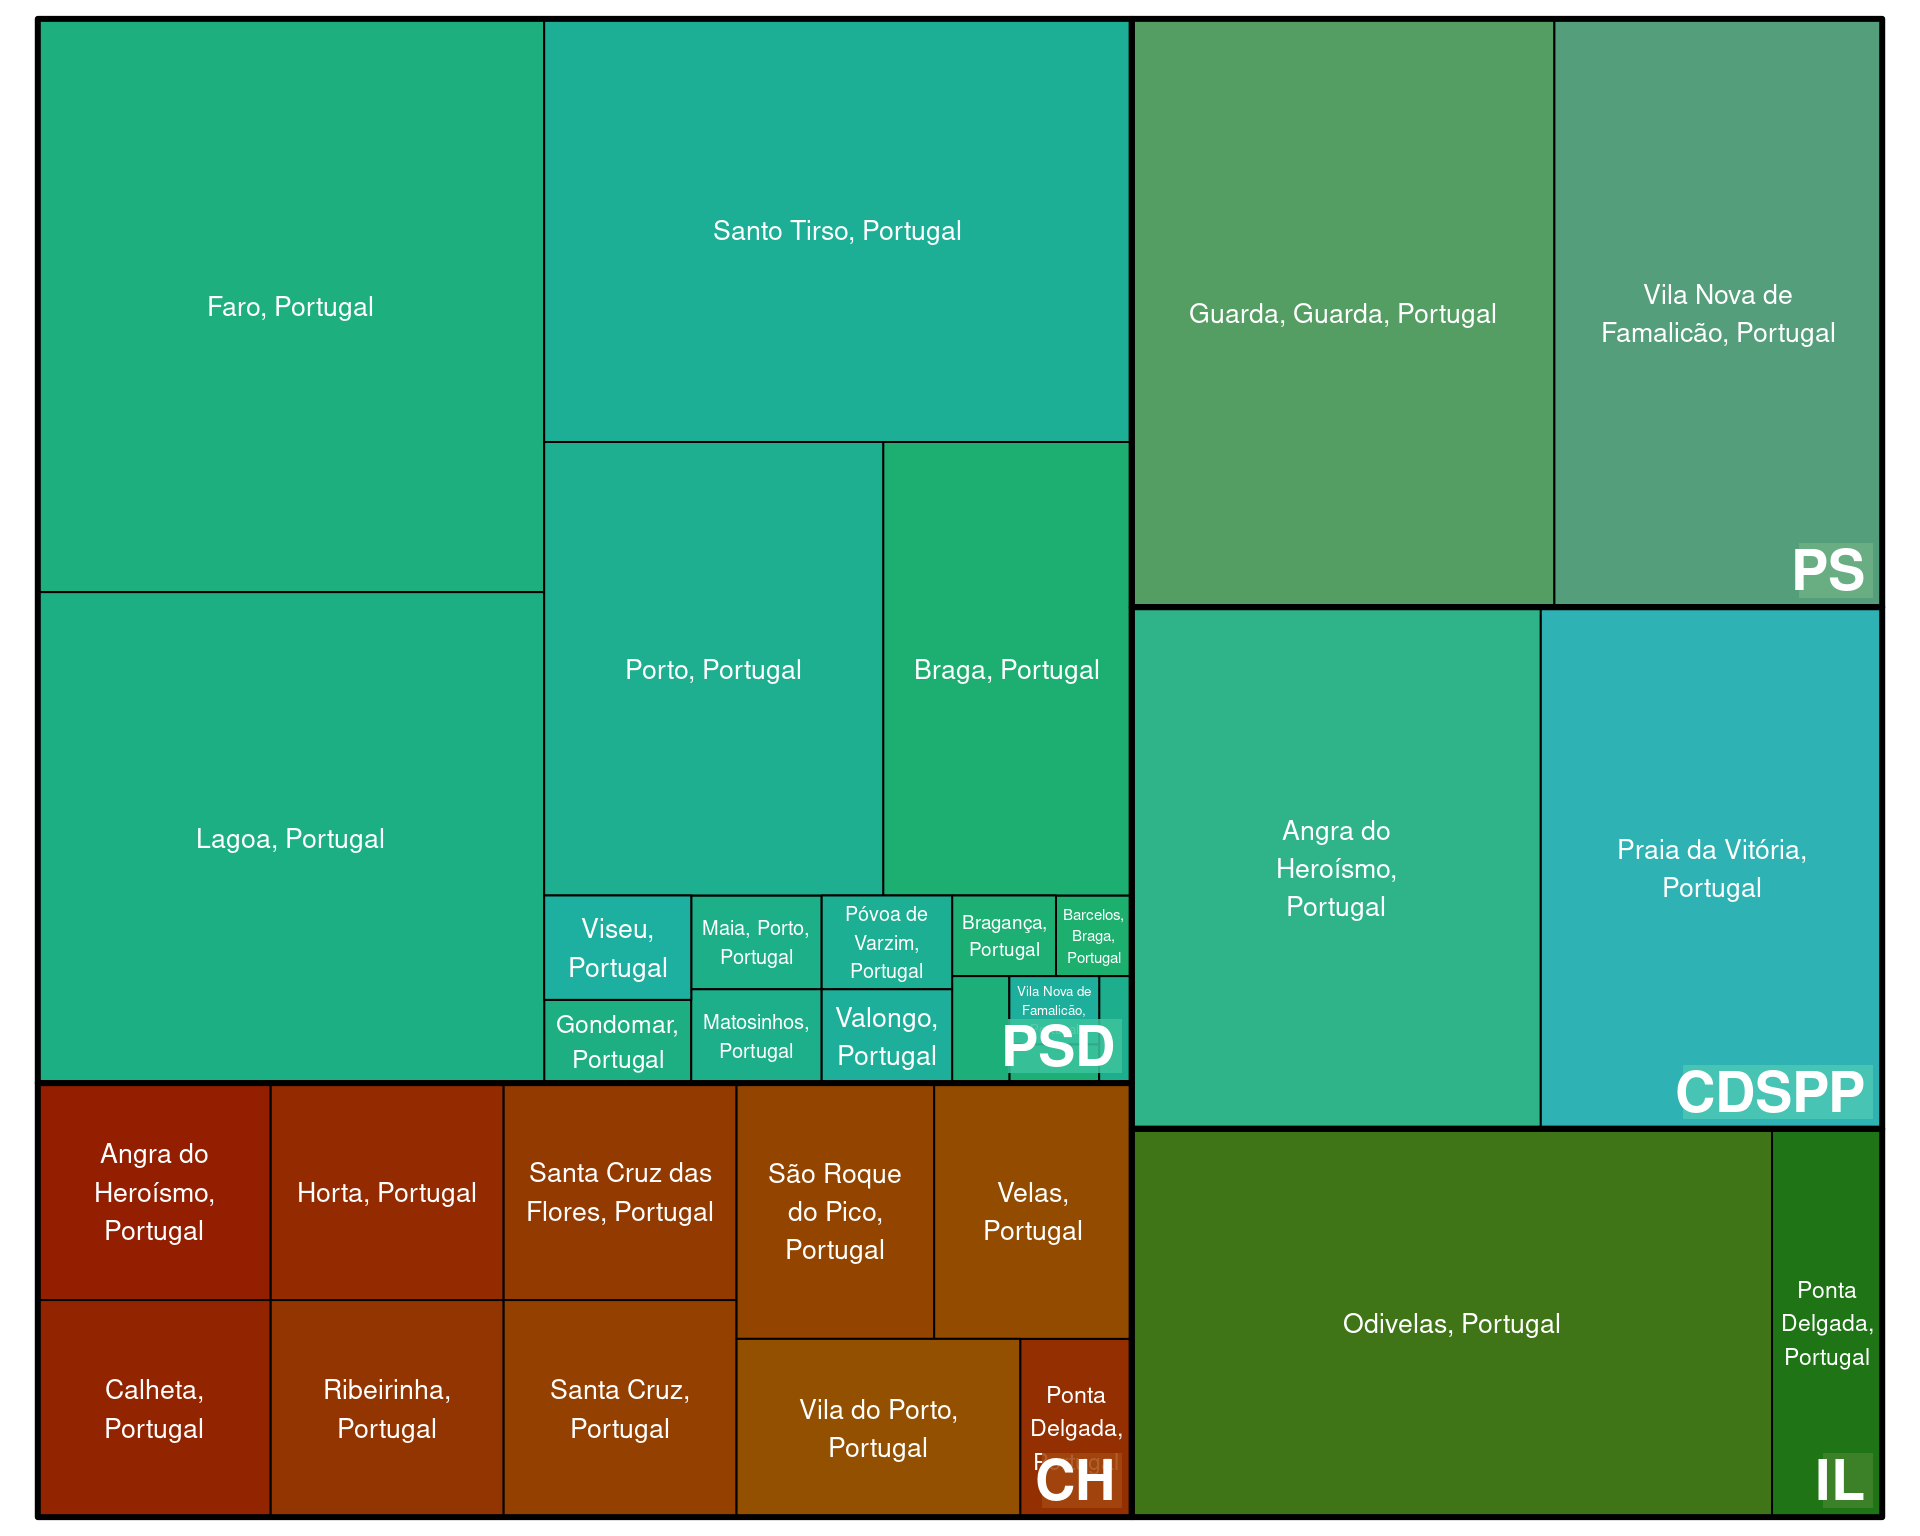 Faro, Portugal
Santo Tirso, Portugal
Lagoa, Portugal
Porto, Portugal
Braga, Portugal
Viseu,
Portugal
Gondomar,
Portugal
Maia, Porto,
Portugal
Matosinhos,
Portugal
Póvoa de
Varzim,
Portugal
Valongo,
Portugal
Bragança,
Portugal
Barcelos,
Braga,
Portugal
Vila Nova de
Famalicão,
PSD
Guarda, Guarda, Portugal
Vila Nova de
Famalicão, Portugal
PS
Angra do
Heroísmo,
Portugal
Praia da Vitória,
Portugal
CDSPP
Angra do
Heroísmo,
Portugal
Calheta,
Portugal
Horta, Portugal
Ribeirinha,
Portugal
Santa Cruz das
Flores, Portugal
Santa Cruz,
Portugal
São Roque
do Pico,
Portugal
Velas,
Portugal
Vila do Porto,
Portugal
Ponta
Delgada,
CH
Odivelas, Portugal
Ponta
Delgada,
Portugal
IL